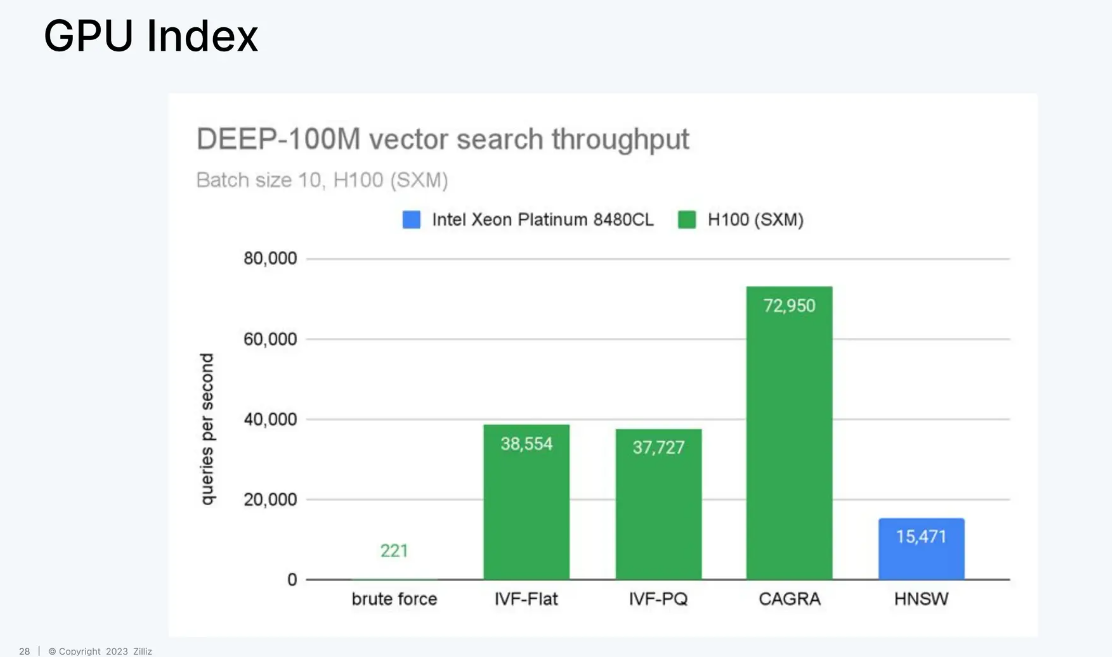 GPU Index
DEEP-100M vector search throughput
Batch size 10, H100 (SXM)
Intel Xeon Platinum 8480CL H100 (SXM)
queries per second
80,000
60,000
40,000
20,000
0
221
38,554
37,727
72,950
15,471
brute force IVF-Flat IVF-PQ CAGRA HNSW
28 | © Copyright 2023 Zilliz